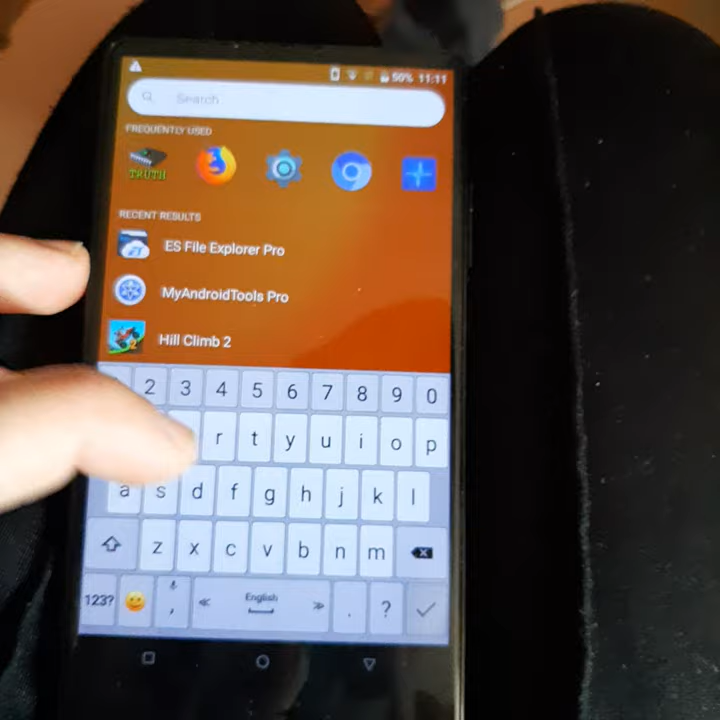 50% 11:11
Search
FREQUENTLY USED
TRUTH
RECENT RESULTS
ES File Explorer Pro
MyAndroidTools Pro
Hill Climb 2
2 3 4 5 6 7 8 9 0
r t y u i o p
a s d f g h j k l
z x c v b n m
123? , English . ?